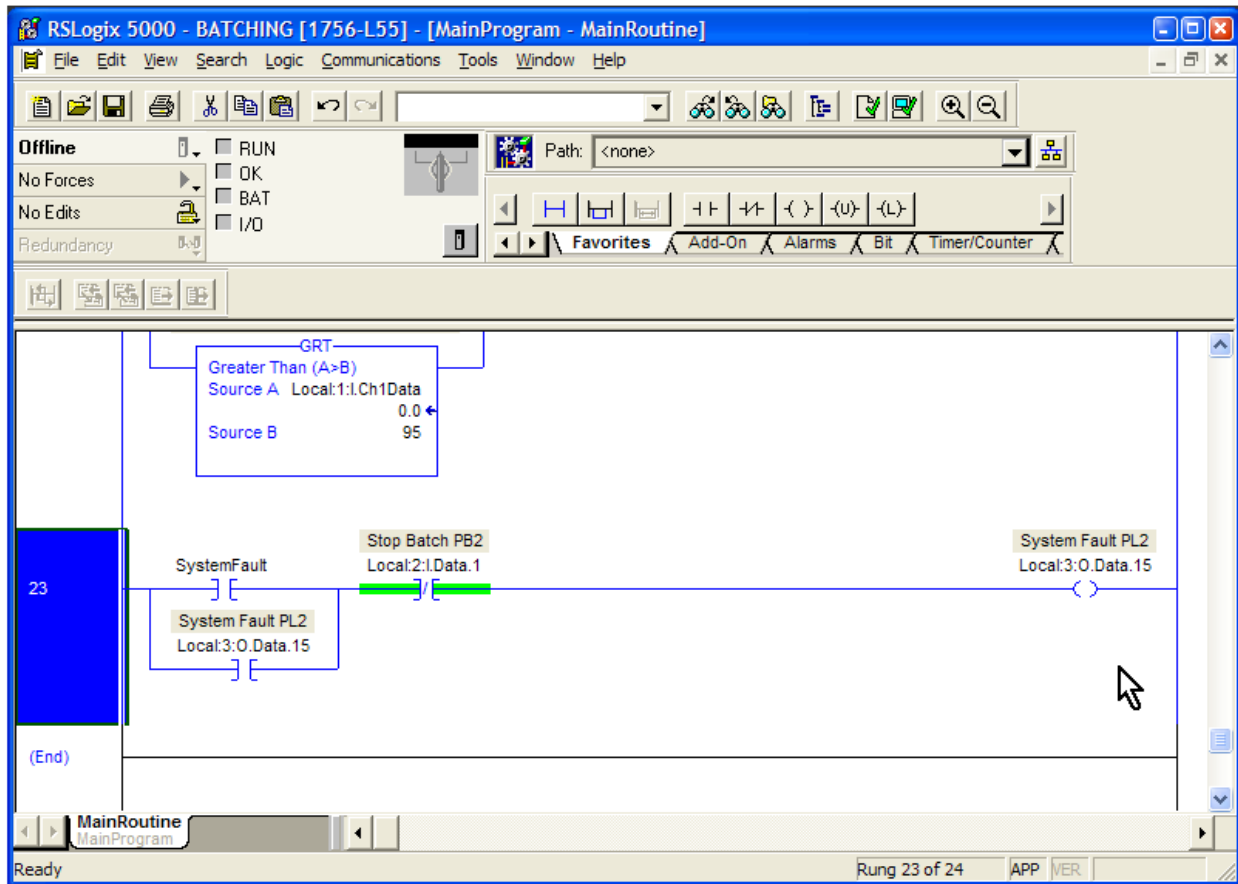 RSLogix 5000 - BATCHING [1756-L55] - [MainProgram - MainRoutine]
File Edit View Search Logic Communications Tools Window Help
Offline
RUN
No Forces
OK
BAT
No Edits
I/O
Redundancy
Path: <none>
(U)
(L)
Favorites Add-On Alarms Bit Timer/Counter
GRT
Greater Than (A>B)
Source A Local:1:I.Ch1Data
0.0
Source B 95
23
SystemFault
Stop Batch PB2
Local:2:I.Data.1
System Fault PL2
Local:3:O.Data.15
System Fault PL2
Local:3:O.Data.15
(End)
MainRoutine
MainProgram
Ready
Rung 23 of 24 APP VER